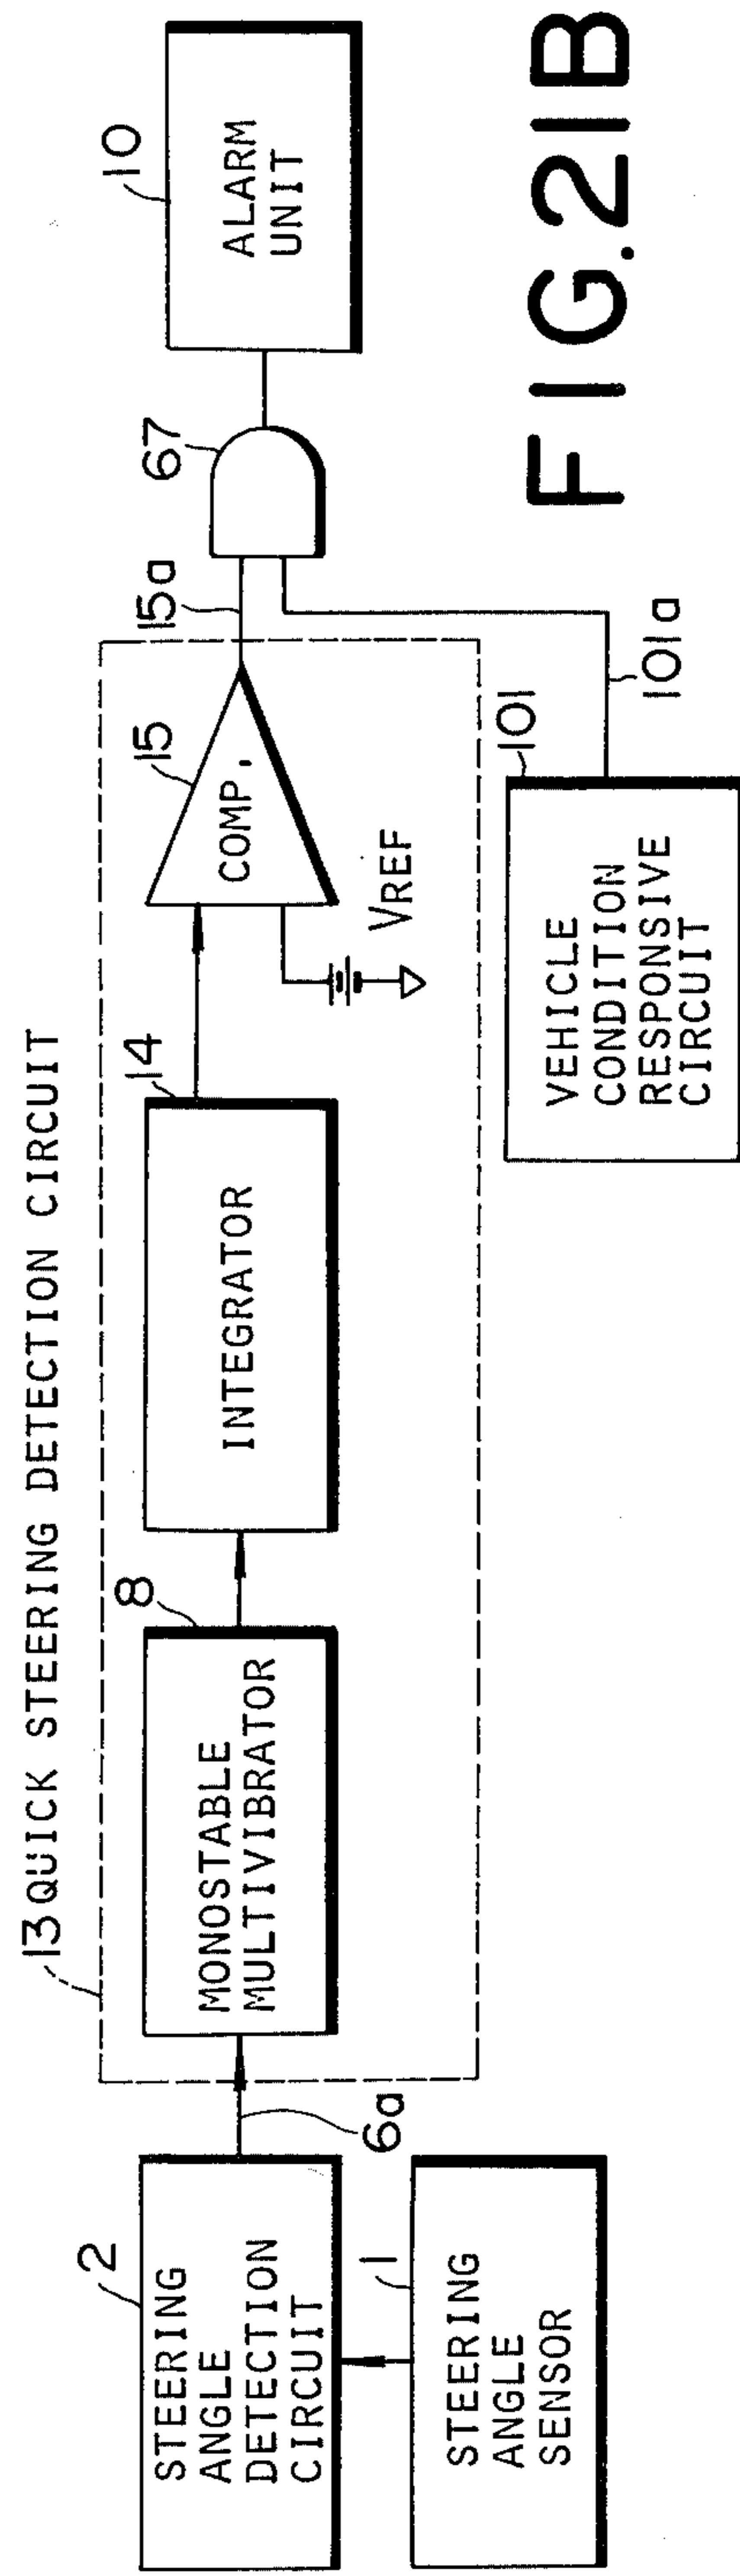 13 QUICK STEERING DETECTION CIRCUIT
2
STEERING
ANGLE
DETECTION
CIRCUIT
6a
1
STEERING
ANGLE
SENSOR
8
MONOSTABLE
MULTIVIBRATOR
14
INTEGRATOR
15
COMP.
VREF
15a
67
10
ALARM
UNIT
101
VEHICLE
CONDITION
RESPONSIVE
CIRCUIT
101a
FIG.21B